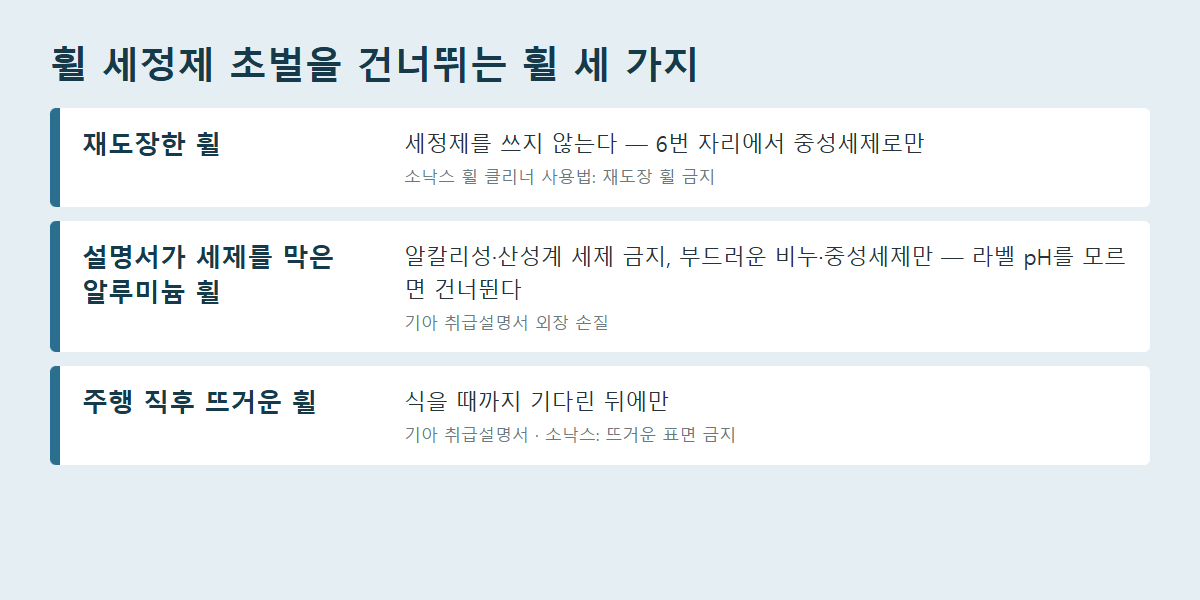 휠 세정제 초벌을 건너뛰는 휠 세 가지
재도장한 휠
세정제를 쓰지 않는다 — 6번 자리에서 중성세제로만
소낙스 휠 클리너 사용법: 재도장 휠 금지
설명서가 세제를 막은
알루미늄 휠
알칼리성·산성계 세제 금지, 부드러운 비누·중성세제만 — 라벨 pH를 모르
면 건너뛴다
기아 취급설명서 외장 손질
주행 직후 뜨거운 휠
식을 때까지 기다린 뒤에만
기아 취급설명서 · 소낙스: 뜨거운 표면 금지